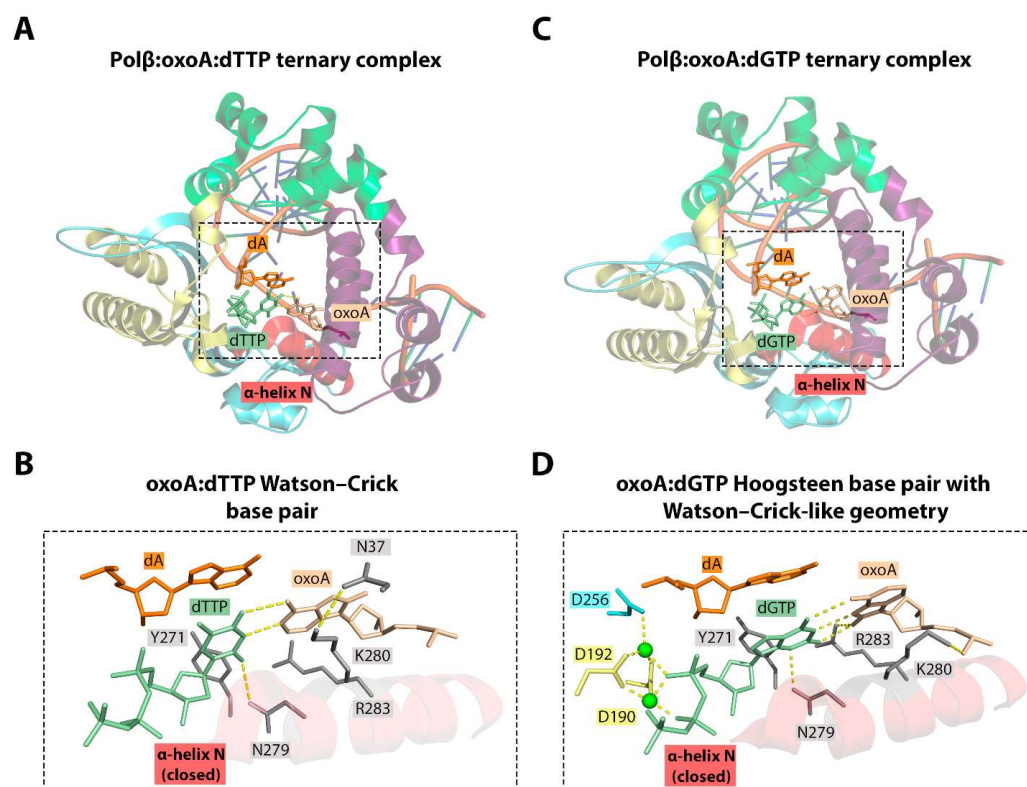 A
Polβ:oxoA:dTTP ternary complex
dA
oxoA
dTTP
α-helix N
B
oxoA:dTTP Watson–Crick
base pair
dA
N37
oxoA
dTTP
Y271
K280
R283
N279
α-helix N
(closed)
C
Polβ:oxoA:dGTP ternary complex
dA
oxoA
dGTP
α-helix N
D
oxoA:dGTP Hoogsteen base pair with
Watson–Crick-like geometry
dA
oxoA
D256
dGTP
Y271
R283
D192
K280
D190
N279
α-helix N
(closed)